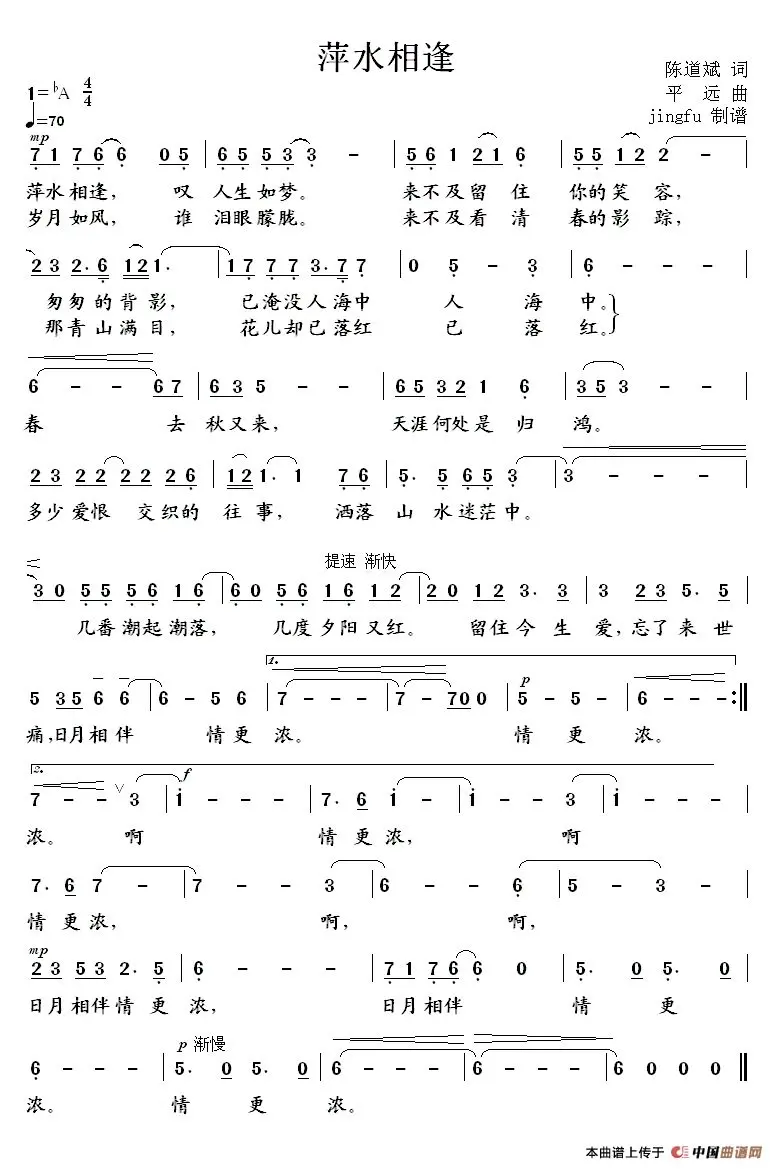 萍水相逢
陈道斌 词
平 远 曲
jingfu 制谱
1=♭A 4/4
♩=70
mp
7 1 7 6 6 0 5 | 6 5 5 3 3 - | 5 6 1 2 1 6 | 5 5 1 2 2 - |
萍水相逢， 叹 人生如梦。 来不及留住 你的笑容，
岁月如风， 谁 泪眼朦胧。 来不及看清 春的影踪，
2 3 2· 6 1 2 1· | 1 7 7 7 3· 7 7 | 0 5 - 3 | 6 - - - |
匆匆的背影， 已淹没人海中 人 海 中。
那青山满目， 花儿却已落红 已 落 红。
6 - - 6 7 | 6 3 5 - - | 6 5 3 2 1 6 | 3 5 3 - - |
春 去 秋又来， 天涯何处是归 鸿。
2 3 2 2 2 2 2 6 | 1 2 1· 1 7 6 | 5· 5 6 5 3 | 3 - - - |
多少爱恨 交织的 往事， 洒落 山水迷茫中。
提速 渐快
3 0 5 5 5 6 1 6 | 6 0 5 6 1 6 1 2 | 2 0 1 2 3· 3 | 3 2 3 5· 5 |
几番潮起潮落， 几度夕阳又红。 留住今生 爱，忘了来世
1. p
5 3 5 6 6 | 6 - 5 6 | 7 - - - | 7 - 7 0 0 | 5 - 5 - | 6 - - - :||
痛，日月相伴 情更 浓。 情 更 浓。
2. f
7 - - ∨ 3 | i - - - | 7· 6 i - | i - - 3 | i - - - |
浓。 啊 情更浓， 啊
7· 6 7 - | 7 - - 3 | 6 - - 6 | 5 - 3 - |
情更浓， 啊， 啊，
mp
2 3 5 3 2· 5 | 6 - - - | 7 1 7 6 6 0 | 5· 0 5· 0 |
日月相伴情更 浓， 日月相伴 情 更
p 渐慢
6 - - - | 5· 0 5· 0 | 6 - - - | 6 - - - | 6 0 0 0 ||
浓。 情 更 浓。
本曲谱上传于 中国曲谱网